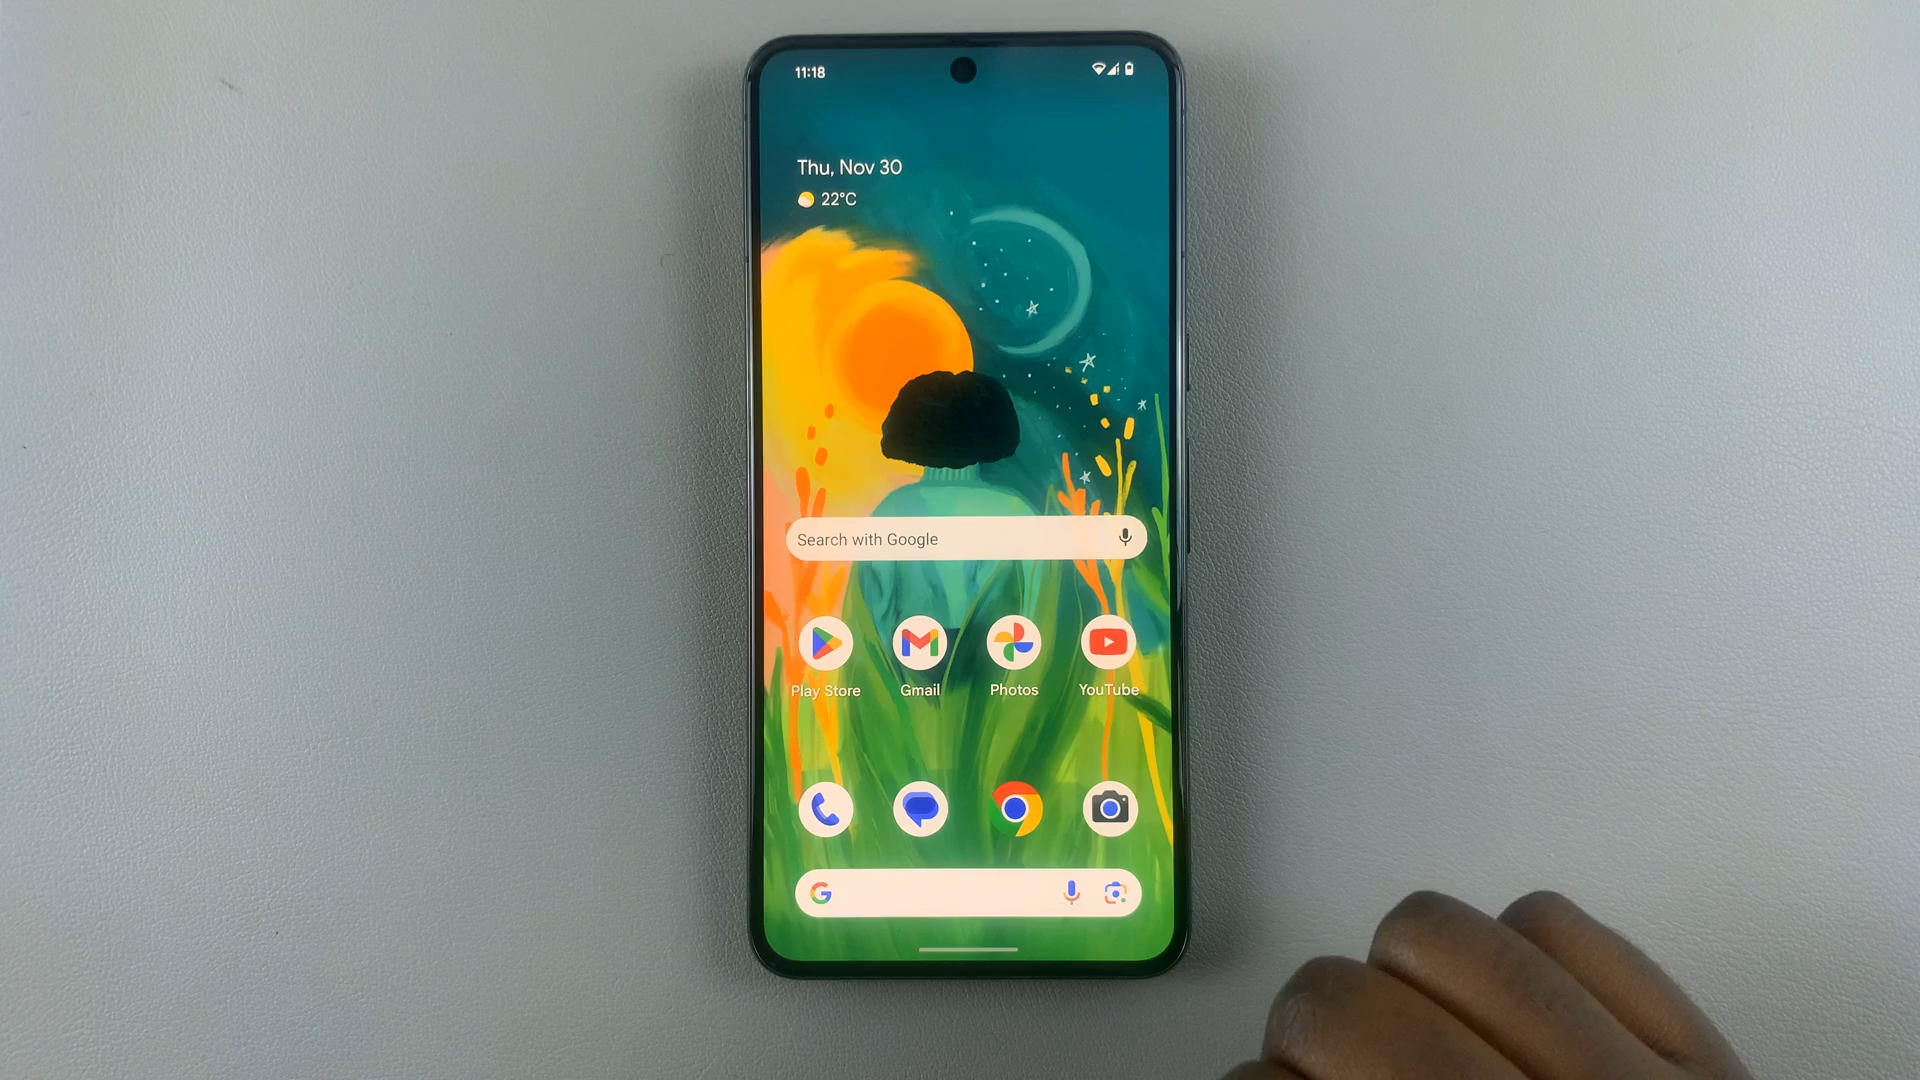 11:18
Thu, Nov 30
22°C
Search with Google
Play Store
Gmail
Photos
YouTube